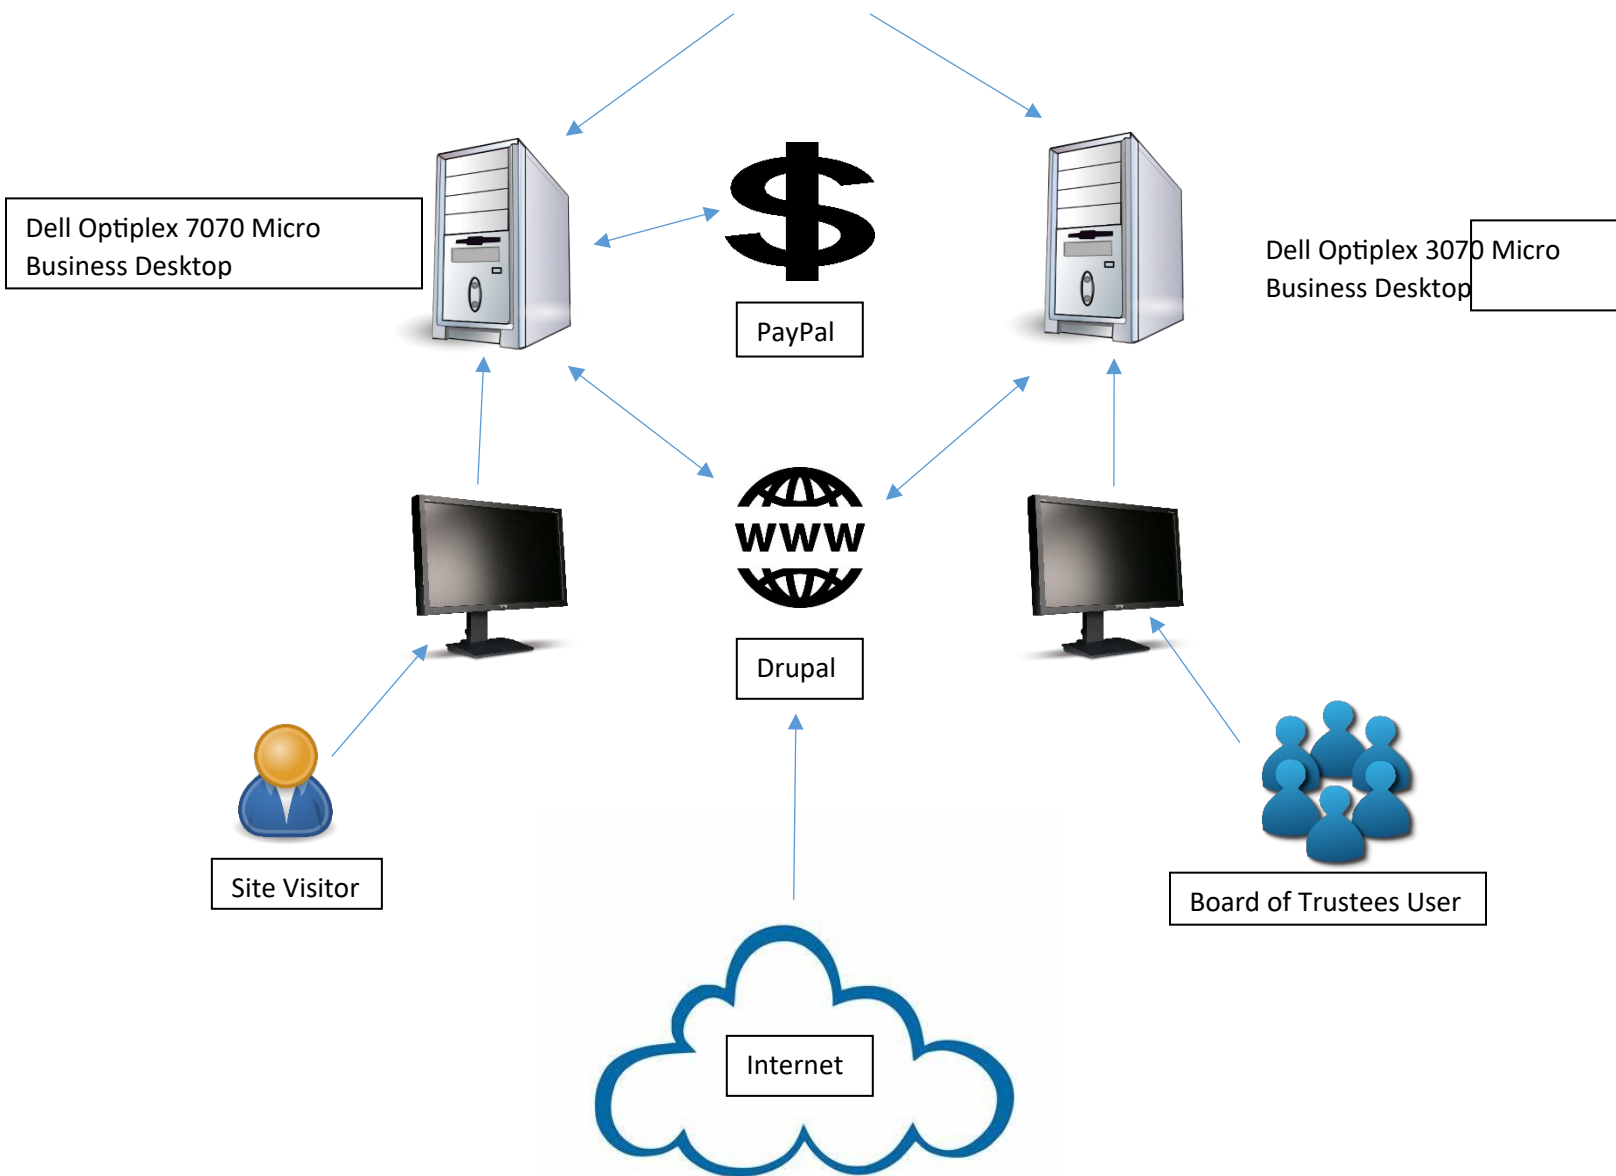 Dell Optiplex 7070 Micro
Business Desktop
Dell Optiplex 3070 Micro
Business Desktop
PayPal
WWW
Drupal
Site Visitor
Board of Trustees User
Internet